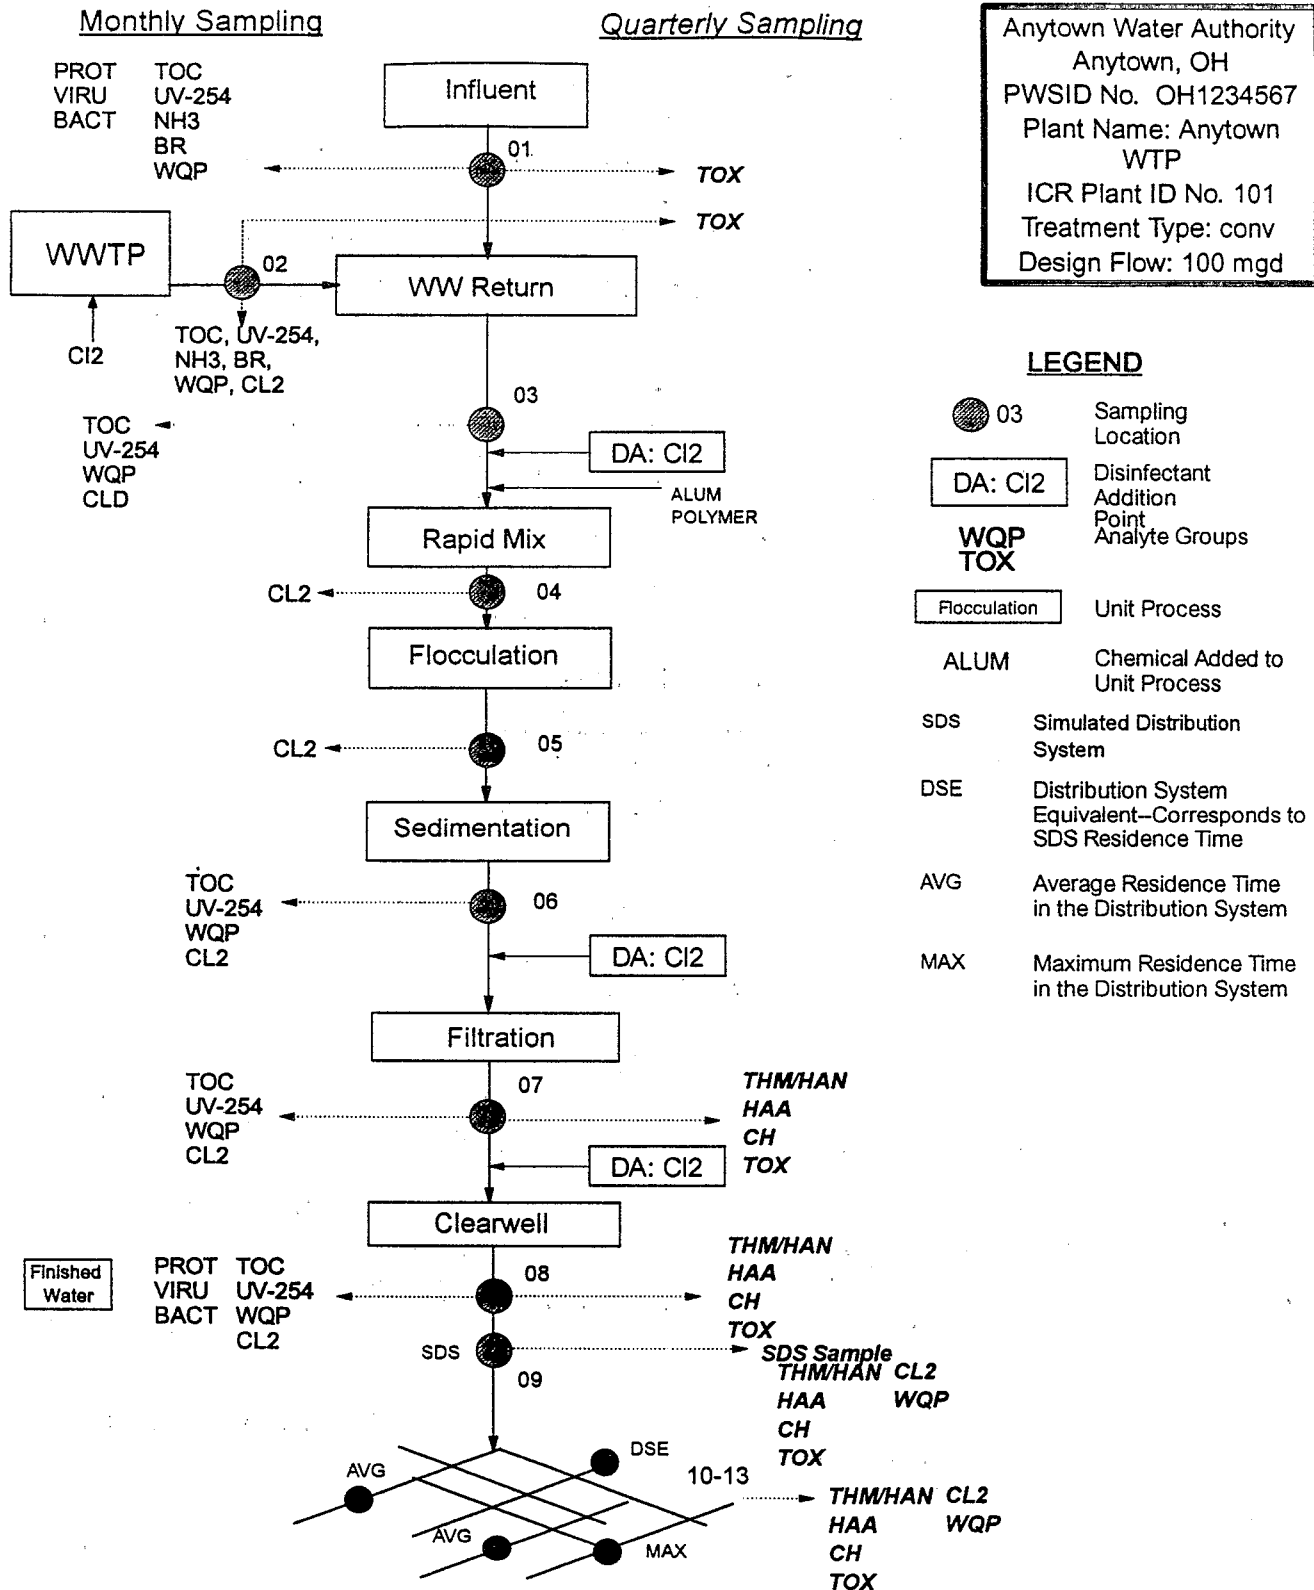 Monthly Sampling
Quarterly Sampling
Anytown Water Authority
Anytown, OH
PWSID No. OH1234567
Plant Name: Anytown
WTP
ICR Plant ID No. 101
Treatment Type: conv
Design Flow: 100 mgd
PROT TOC
VIRU UV-254
BACT NH3
BR
WQP
Influent
01
TOX
TOX
WWTP
02
WW Return
Cl2
TOC, UV-254,
NH3, BR,
WQP, CL2
03
TOC
UV-254
WQP
CLD
DA: Cl2
ALUM
POLYMER
Rapid Mix
CL2
04
Flocculation
CL2
05
Sedimentation
TOC
UV-254
WQP
CL2
06
DA: Cl2
Filtration
TOC
UV-254
WQP
CL2
07
THM/HAN
HAA
CH
TOX
DA: Cl2
Clearwell
Finished
Water
PROT TOC
VIRU UV-254
BACT WQP
CL2
08
THM/HAN
HAA
CH
TOX
SDS
09
SDS Sample
THM/HAN CL2
HAA WQP
CH
TOX
AVG
DSE
10-13
AVG
MAX
THM/HAN CL2
HAA WQP
CH
TOX
LEGEND
03 Sampling
Location
DA: Cl2 Disinfectant
Addition
Point
WQP Analyte Groups
TOX
Flocculation Unit Process
ALUM Chemical Added to
Unit Process
SDS Simulated Distribution
System
DSE Distribution System
Equivalent--Corresponds to
SDS Residence Time
AVG Average Residence Time
in the Distribution System
MAX Maximum Residence Time
in the Distribution System